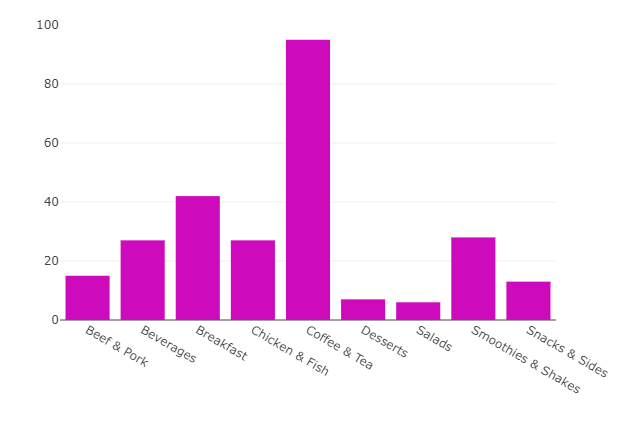 100
80
60
40
20
0
Beef & Pork
Beverages
Breakfast
Chicken & Fish
Coffee & Tea
Desserts
Salads
Smoothies & Shakes
Snacks & Sides